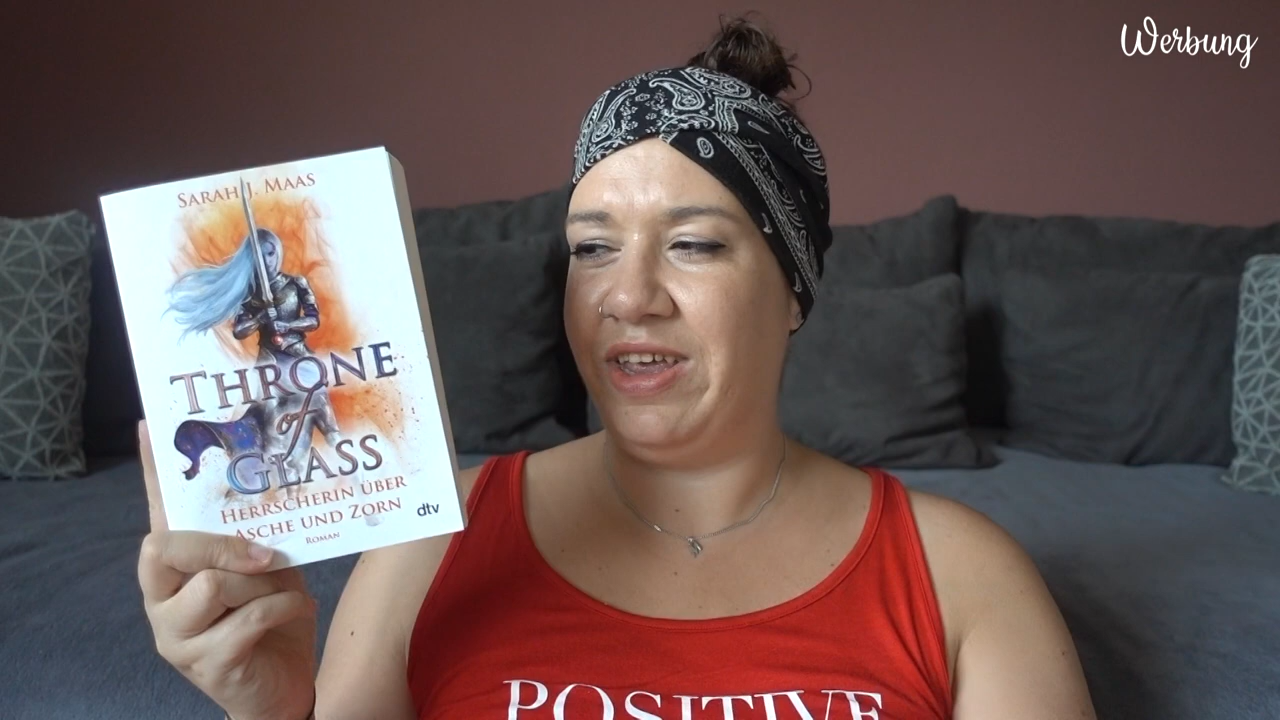 Werbung
SARAH J. MAAS
THRONE
of
GLASS
HERRSCHERIN ÜBER
ASCHE UND ZORN
ROMAN
dtv
POSITIVE